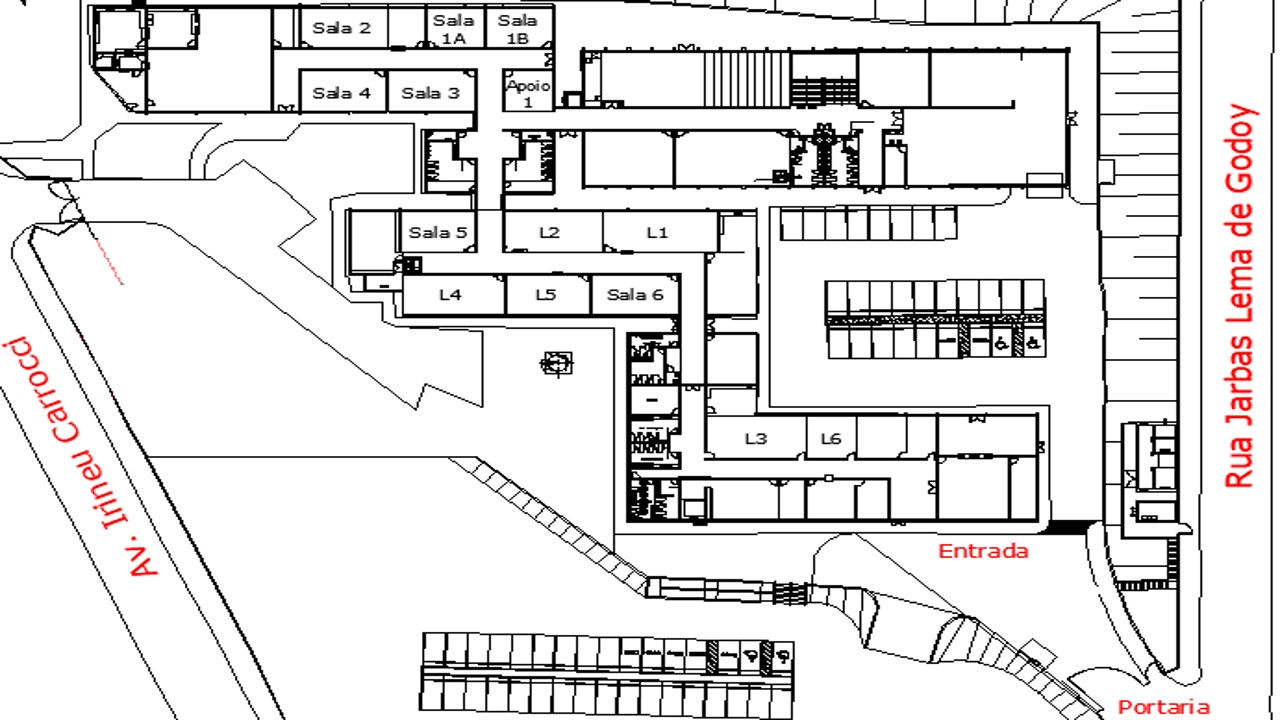 Sala 2
Sala
1A
Sala
1B
Sala 4
Sala 3
Apoio
1
Sala 5
L2
L1
L4
L5
Sala 6
L3
L6
Entrada
Portaria
Av. Irineu Carrocci
Rua Jarbas Lema de Godoy